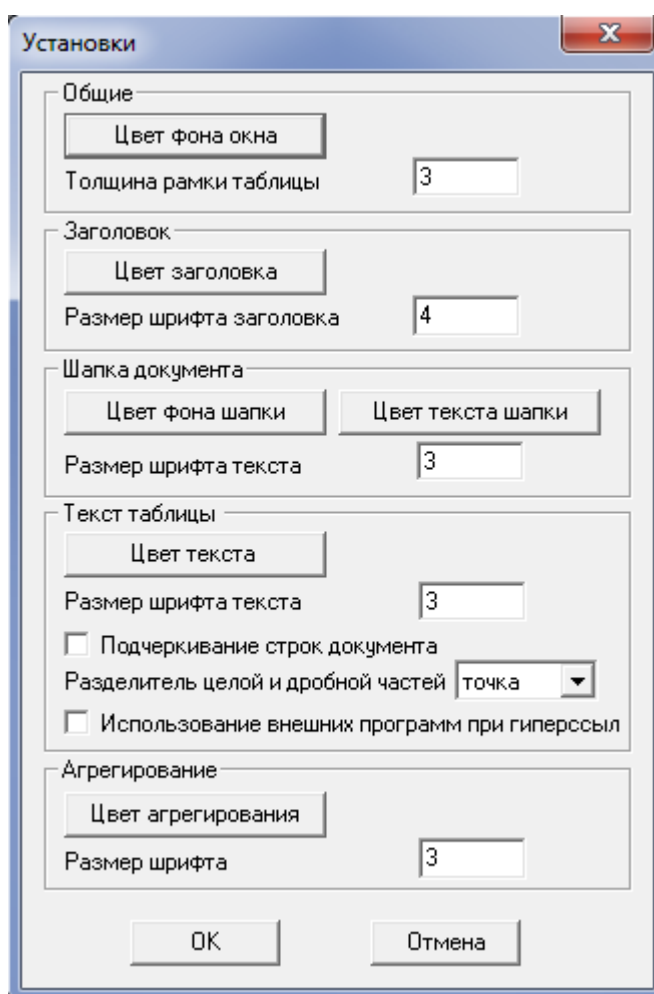 Установки
Общие
Цвет фона окна
Толщина рамки таблицы 3
Заголовок
Цвет заголовка
Размер шрифта заголовка 4
Шапка документа
Цвет фона шапки Цвет текста шапки
Размер шрифта текста 3
Текст таблицы
Цвет текста
Размер шрифта текста 3
Подчеркивание строк документа
Разделитель целой и дробной частей точка
Использование внешних программ при гиперссыл
Агрегирование
Цвет агрегирования
Размер шрифта 3
OK Отмена